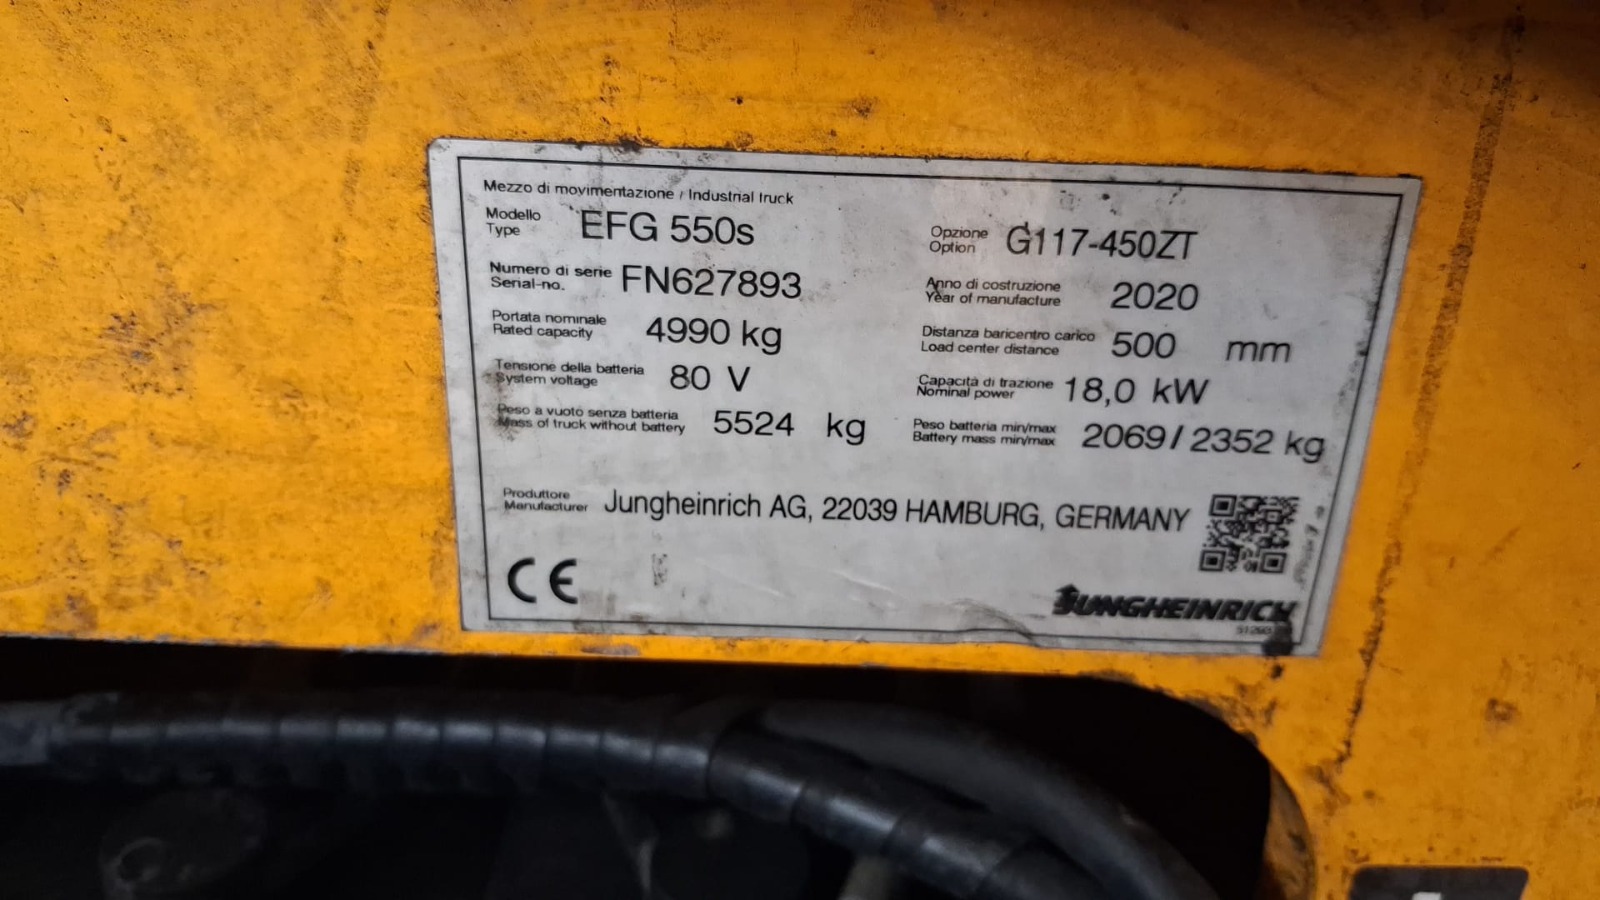 Mezzo di movimentazione / Industrial truck
Modello
Type
EFG 550s
Opzione
Option
G117-450ZT
Numero di serie
Serial-no.
FN627893
Anno di costruzione
Year of manufacture
2020
Portata nominale
Rated capacity
4990 kg
Distanza baricentro carico
Load center distance
500 mm
Tensione della batteria
System voltage
80 V
Capacità di trazione
Nominal power
18,0 kW
Peso a vuoto senza batteria
Mass of truck without battery
5524 kg
Peso batteria min/max
Battery mass min/max
2069 / 2352 kg
Produttore
Manufacturer
Jungheinrich AG, 22039 HAMBURG, GERMANY
CE
JUNGHEINRICH